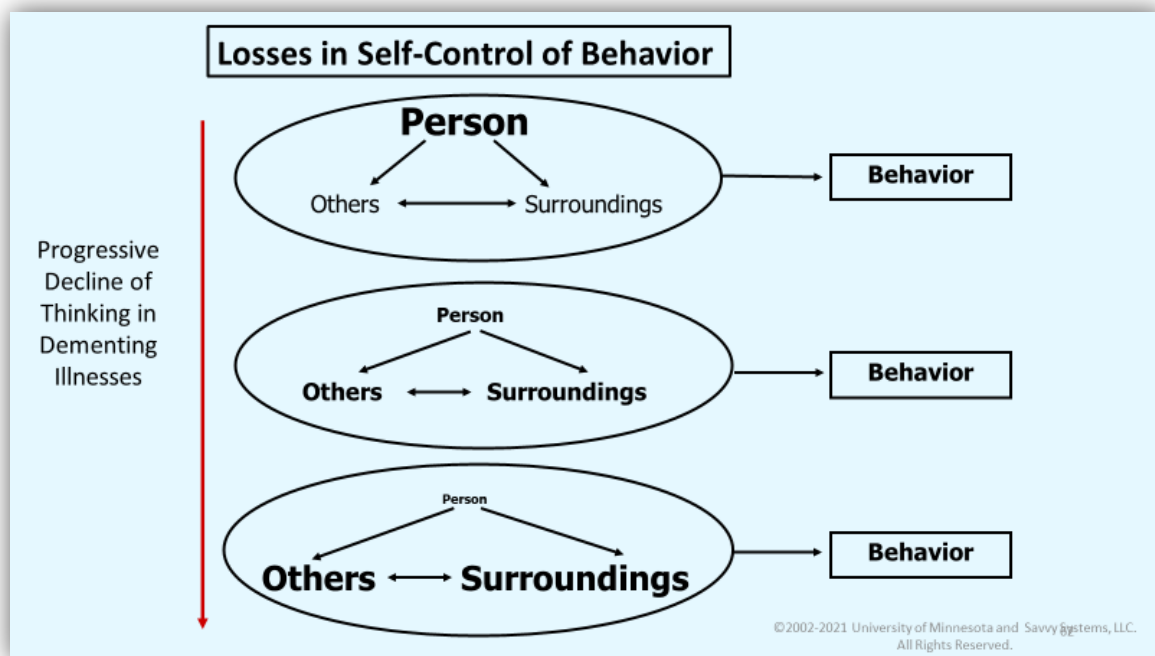 Losses in Self-Control of Behavior
Person
Others
Surroundings
Behavior
Progressive
Decline of
Thinking in
Dementing
Illnesses
Person
Others
Surroundings
Behavior
Person
Others
Surroundings
Behavior
©2002-2021 University of Minnesota and Savvy Systems, LLC.
All Rights Reserved.